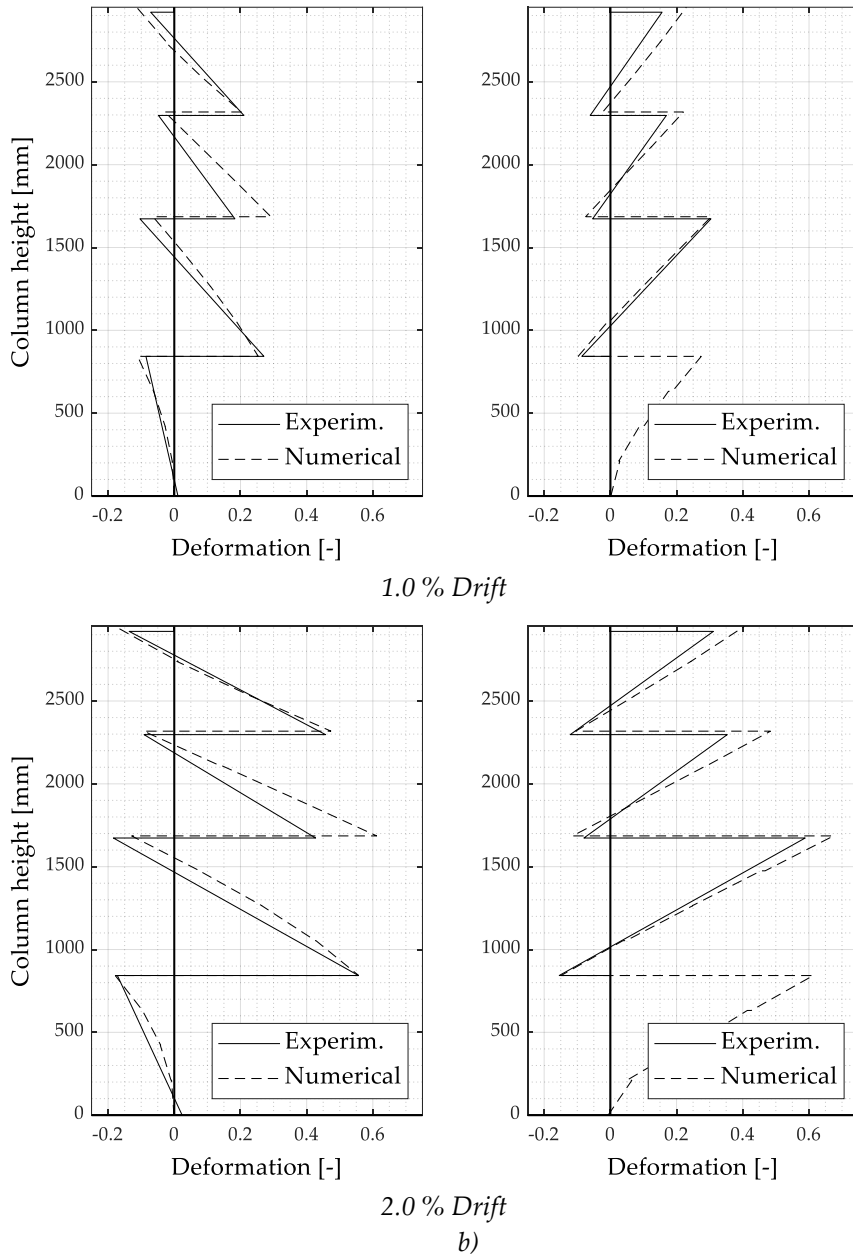 2500
2000
1500
1000
500
0
Column height [mm]
Experim.
Numerical
-0.2 0 0.2 0.4 0.6
Deformation [-]
2500
2000
1500
1000
500
0
Experim.
Numerical
-0.2 0 0.2 0.4 0.6
Deformation [-]
1.0 % Drift
2500
2000
1500
1000
500
0
Column height [mm]
Experim.
Numerical
-0.2 0 0.2 0.4 0.6
Deformation [-]
2500
2000
1500
1000
500
0
Experim.
Numerical
-0.2 0 0.2 0.4 0.6
Deformation [-]
2.0 % Drift
b)